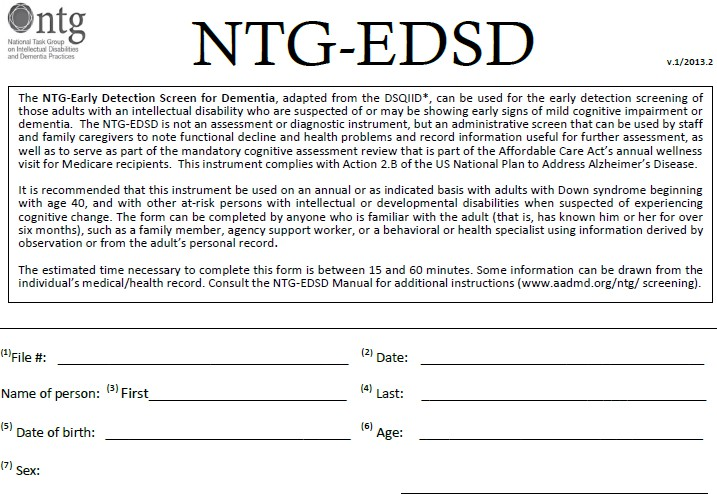 ntg
National Task Group
on Intellectual Disabilities
and Dementia Practices
NTG-EDSD
v.1/2013.2
The NTG-Early Detection Screen for Dementia, adapted from the DSQIID*, can be used for the early detection screening of
those adults with an intellectual disability who are suspected of or may be showing early signs of mild cognitive impairment or
dementia. The NTG-EDSD is not an assessment or diagnostic instrument, but an administrative screen that can be used by staff
and family caregivers to note functional decline and health problems and record information useful for further assessment, as
well as to serve as part of the mandatory cognitive assessment review that is part of the Affordable Care Act's annual wellness
visit for Medicare recipients. This instrument complies with Action 2.B of the US National Plan to Address Alzheimer's Disease.
It is recommended that this instrument be used on an annual or as indicated basis with adults with Down syndrome beginning
with age 40, and with other at-risk persons with intellectual or developmental disabilities when suspected of experiencing
cognitive change. The form can be completed by anyone who is familiar with the adult (that is, has known him or her for over
six months), such as a family member, agency support worker, or a behavioral or health specialist using information derived by
observation or from the adult's personal record.
The estimated time necessary to complete this form is between 15 and 60 minutes. Some information can be drawn from the
individual's medical/health record. Consult the NTG-EDSD Manual for additional instructions (www.aadmd.org/ntg/ screening).
(1)File #: (2) Date:
Name of person: (3) First (4) Last:
(5) Date of birth: (6) Age:
(7) Sex: